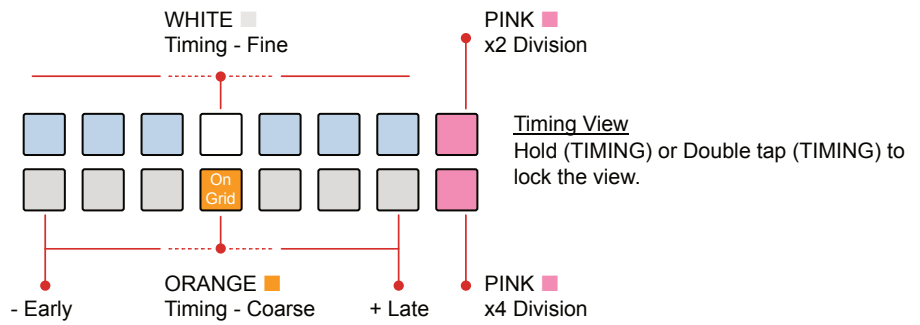 WHITE
Timing - Fine
PINK
x2 Division
Timing View
Hold (TIMING) or Double tap (TIMING) to
lock the view.
On
Grid
- Early
ORANGE
Timing - Coarse
+ Late
PINK
x4 Division